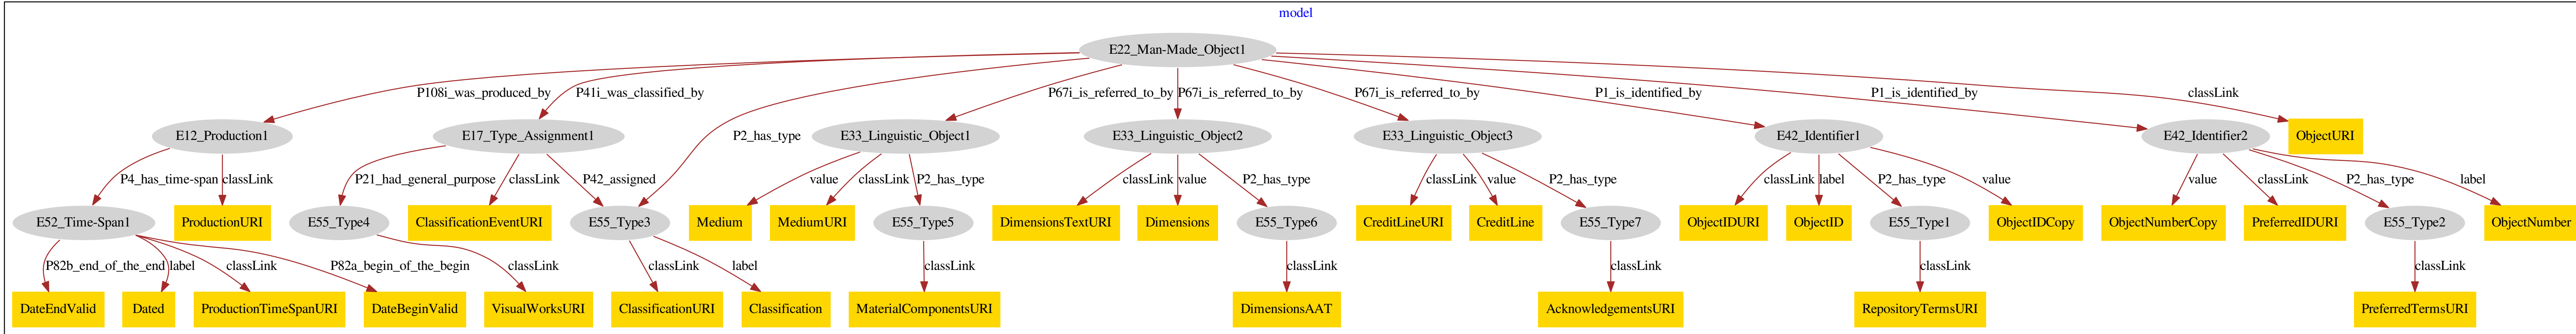 model
E22_Man-Made_Object1
P108i_was_produced_by
P41i_was_classified_by
P67i_is_referred_to_by
P67i_is_referred_to_by
P67i_is_referred_to_by
P1_is_identified_by
P1_is_identified_by
classLink
P2_has_type
E12_Production1
E17_Type_Assignment1
E33_Linguistic_Object1
E33_Linguistic_Object2
E33_Linguistic_Object3
E42_Identifier1
E42_Identifier2
ObjectURI
P4_has_time-span
classLink
P21_had_general_purpose
classLink
P42_assigned
value
classLink
P2_has_type
classLink
value
P2_has_type
classLink
value
P2_has_type
classLink
label
P2_has_type
value
value
classLink
P2_has_type
label
E52_Time-Span1
ProductionURI
E55_Type4
ClassificationEventURI
E55_Type3
Medium
MediumURI
E55_Type5
DimensionsTextURI
Dimensions
E55_Type6
CreditLineURI
CreditLine
E55_Type7
ObjectIDURI
ObjectID
E55_Type1
ObjectIDCopy
ObjectNumberCopy
PreferredIDURI
E55_Type2
ObjectNumber
P82b_end_of_the_end
label
classLink
P82a_begin_of_the_begin
classLink
classLink
label
classLink
classLink
classLink
classLink
classLink
DateEndValid
Dated
ProductionTimeSpanURI
DateBeginValid
VisualWorksURI
ClassificationURI
Classification
MaterialComponentsURI
DimensionsAAT
AcknowledgementsURI
RepositoryTermsURI
PreferredTermsURI